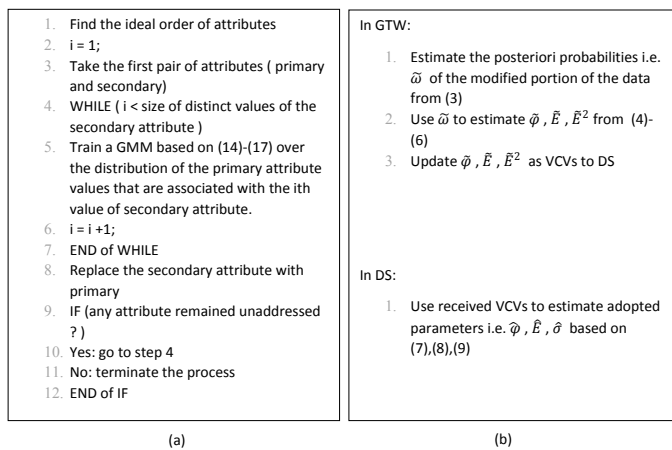 1. Find the ideal order of attributes
2. i = 1;
3. Take the first pair of attributes ( primary
and secondary)
4. WHILE ( i < size of distinct values of the
secondary attribute )
5. Train a GMM based on (14)-(17) over
the distribution of the primary attribute
values that are associated with the ith
value of secondary attribute.
6. i = i +1;
7. END of WHILE
8. Replace the secondary attribute with
primary
9. IF (any attribute remained unaddressed
? )
10. Yes: go to step 4
11. No: terminate the process
12. END of IF
(a)
In GTW:
1. Estimate the posteriori probabilities i.e.
ω̃ of the modified portion of the data
from (3)
2. Use ω̃ to estimate φ̃ , Ẽ , Ẽ² from (4)-
(6)
3. Update φ̃ , Ẽ , Ẽ² as VCVs to DS
In DS:
1. Use received VCVs to estimate adopted
parameters i.e. φ̂ , Ê , σ̂ based on
(7),(8),(9)
(b)